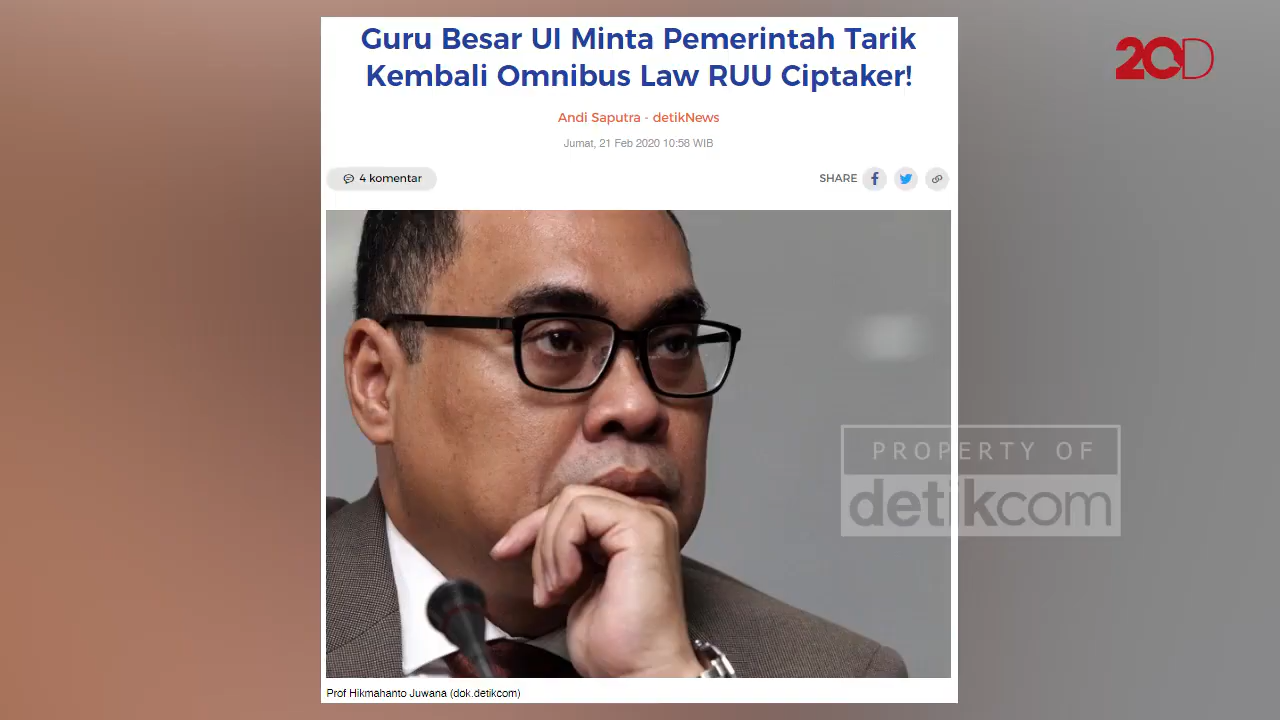 Guru Besar UI Minta Pemerintah Tarik
Kembali Omnibus Law RUU Ciptaker!
20D
Andi Saputra - detikNews
Jumat, 21 Feb 2020 10:58 WIB
4 komentar
SHARE
PROPERTY OF
detikcom
Prof Hikmahanto Juwana (dok.detikcom)